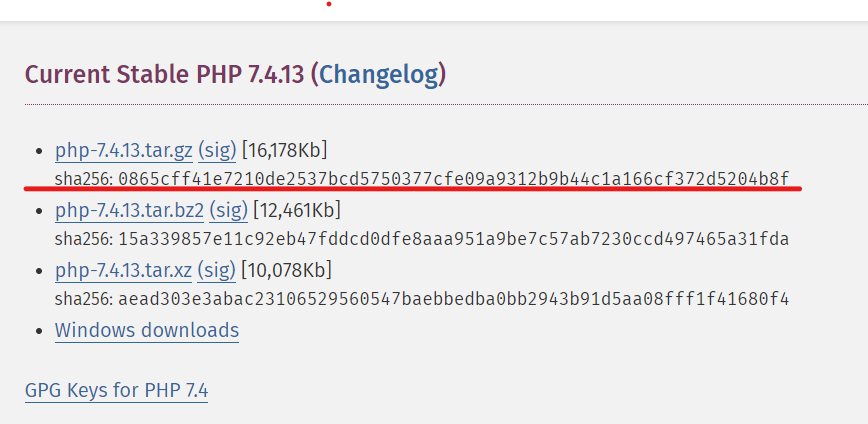 Current Stable PHP 7.4.13 (Changelog)
php-7.4.13.tar.gz (sig) [16,178Kb]
sha256: 0865cff41e7210de2537bcd5750377cfe09a9312b9b44c1a166cf372d5204b8f
php-7.4.13.tar.bz2 (sig) [12,461Kb]
sha256: 15a339857e11c92eb47fddcd0dfe8aaa951a9be7c57ab7230ccd497465a31fda
php-7.4.13.tar.xz (sig) [10,078Kb]
sha256: aead303e3abac23106529560547baebbedba0bb2943b91d5aa08fff1f41680f4
Windows downloads
GPG Keys for PHP 7.4